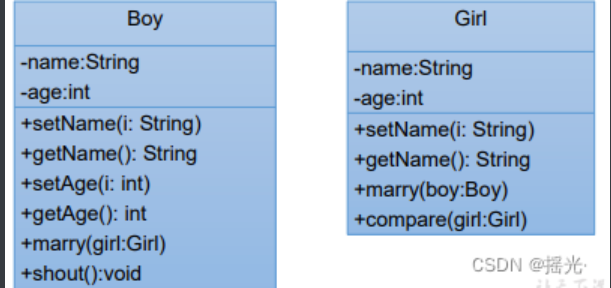 Boy
-name:String
-age:int
+setName(i: String)
+getName(): String
+setAge(i: int)
+getAge(): int
+marry(girl:Girl)
+shout():void
Girl
-name:String
-age:int
+setName(i: String)
+getName(): String
+marry(boy:Boy)
+compare(girl:Girl)
CSDN @摇光·